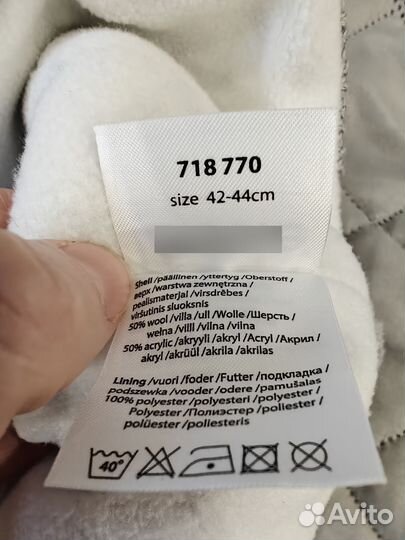 718 770
size 42-44cm
Shell /päällinen /yttertyg /Oberstoff /
верх /warstwa zewnętrzna /
pealismaterjal /virsdrēbes /
viršutinis sluoksnis
50% wool /villa /ull /Wolle /Шерсть /
wełna /villi /vilna /vilna
50% acrylic /akryyli /akryl /Acryl /Акрил /
akryl /akrüül /akrila /akrilas
Lining /vuori /foder /Futter /подкладка /
podszewka /vooder /odere /pamušalas
100% polyester /polyesteri /polyester /
Polyester /Полиэстер /poliester /
polüester /poliesteris
40°
Avito